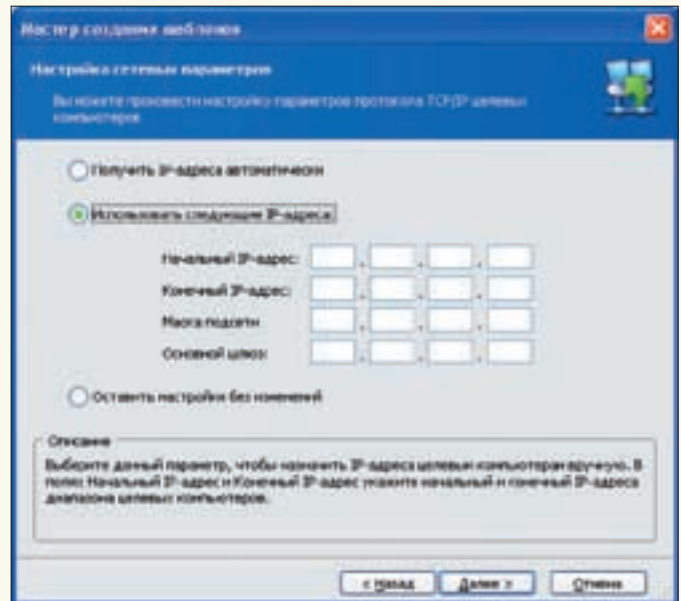 Мастер создания шаблонов
Настройка сетевых параметров
Вы можете произвести настройку параметров протокола TCP/IP целевых
компьютеров
Получить IP-адреса автоматически
Использовать следующие IP-адреса:
Начальный IP-адрес:
Конечный IP-адрес:
Маска подсети
Основной шлюз:
Оставить настройки без изменений
Описание
Выберите данный параметр, чтобы назначить IP-адреса целевым компьютерам вручную. В
полях Начальный IP-адрес и Конечный IP-адрес укажите начальный и конечный IP-адреса
диапазона целевых компьютеров.
< Назад
Далее >
Отмена